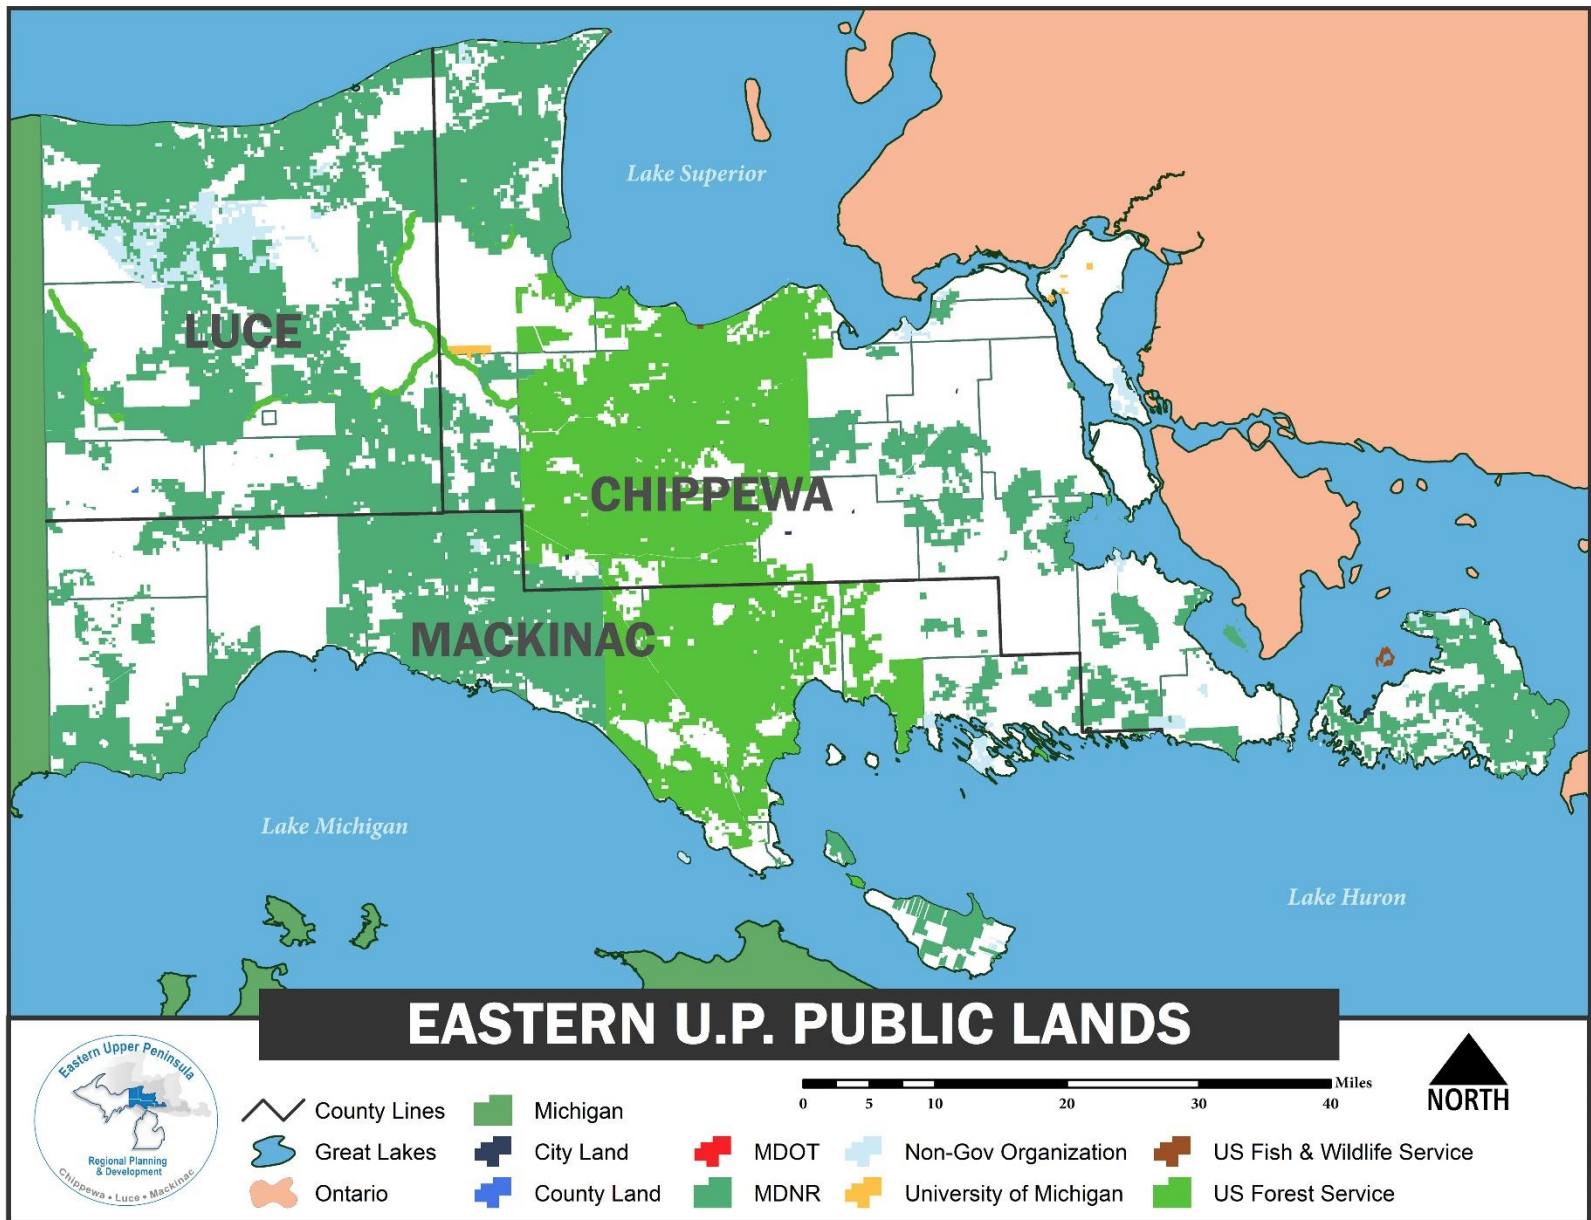 Lake Superior
LUCE
CHIPPEWA
MACKINAC
Lake Michigan
Lake Huron
EASTERN U.P. PUBLIC LANDS
Eastern Upper Peninsula
Regional Planning
& Development
Chippewa • Luce • Mackinac
County Lines
Great Lakes
Ontario
Michigan
City Land
County Land
MDOT
MDNR
Non-Gov Organization
University of Michigan
US Fish & Wildlife Service
US Forest Service
Miles
0 5 10 20 30 40
NORTH